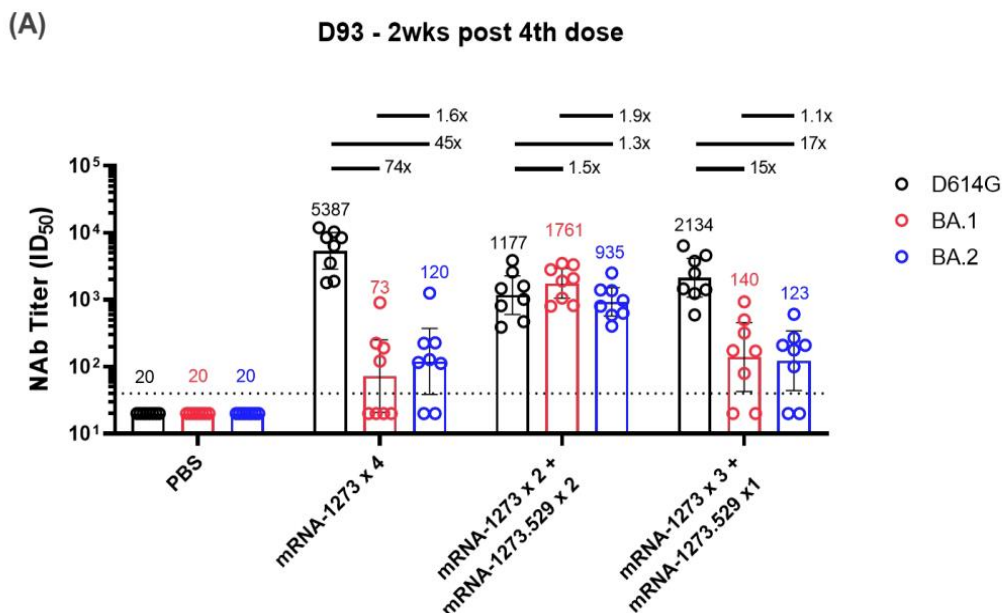 (A)
D93 - 2wks post 4th dose
1.6x
1.9x
1.1x
45x
1.3x
17x
74x
1.5x
15x
NAb Titer (ID50)
10^5
10^4
10^3
10^2
10^1
20
20
20
5387
73
120
1177
1761
935
2134
140
123
D614G
BA.1
BA.2
PBS
mRNA-1273 x 4
mRNA-1273 x 2 +
mRNA-1273.529 x 2
mRNA-1273 x 3 +
mRNA-1273.529 x1